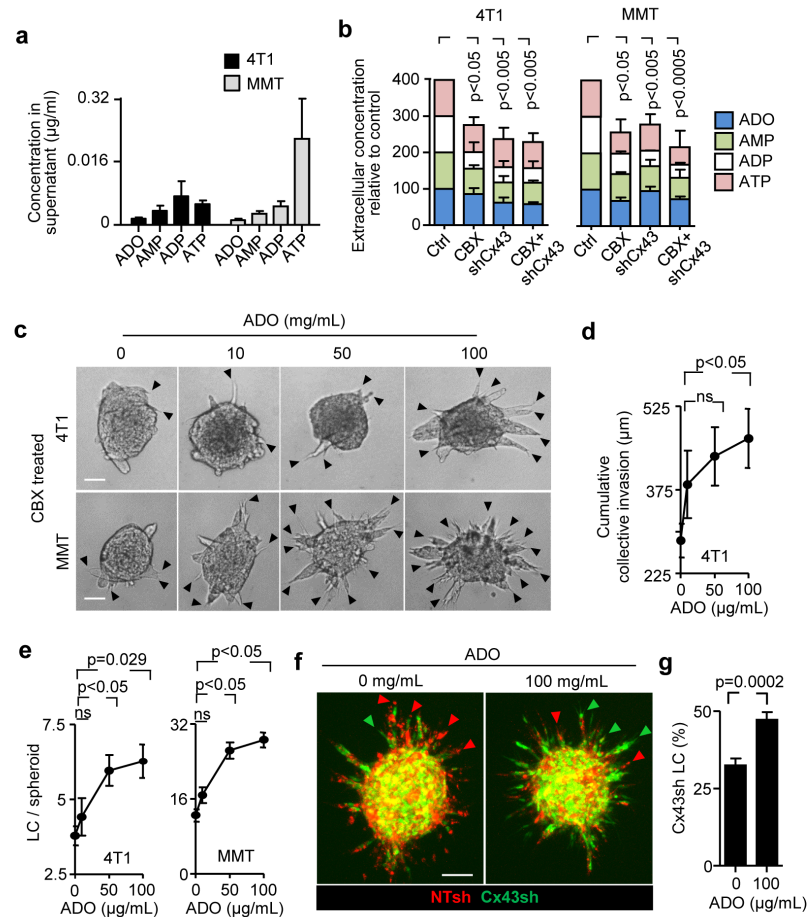 a
4T1
MMT
Concentration in
supernatant (µg/ml)
0.32
0.016
0
ADO
AMP
ADP
ATP
ADO
AMP
ADP
ATP
b
4T1
MMT
p<0.05
p<0.005
p<0.005
p<0.05
p<0.005
p<0.0005
Extracellular concentration
relative to control
400
300
200
100
0
Ctrl
CBX
shCx43
CBX+
shCx43
Ctrl
CBX
shCx43
CBX+
shCx43
ADO
AMP
ADP
ATP
c
ADO (mg/mL)
0 10 50 100
CBX treated
4T1
MMT
d
p<0.05
ns
Cumulative
collective invasion (µm)
525
375
225
4T1
0 50 100
ADO (µg/mL)
e
p=0.029
p<0.05
ns
LC / spheroid
7.5
5
0
4T1
0 50 100
ADO (µg/mL)
p<0.05
p<0.05
ns
32
16
0
MMT
0 50 100
ADO (µg/mL)
f
ADO
0 mg/mL 100 mg/mL
NTsh Cx43sh
g
p=0.0002
Cx43sh LC (%)
50
25
0
0 100
ADO (µg/mL)